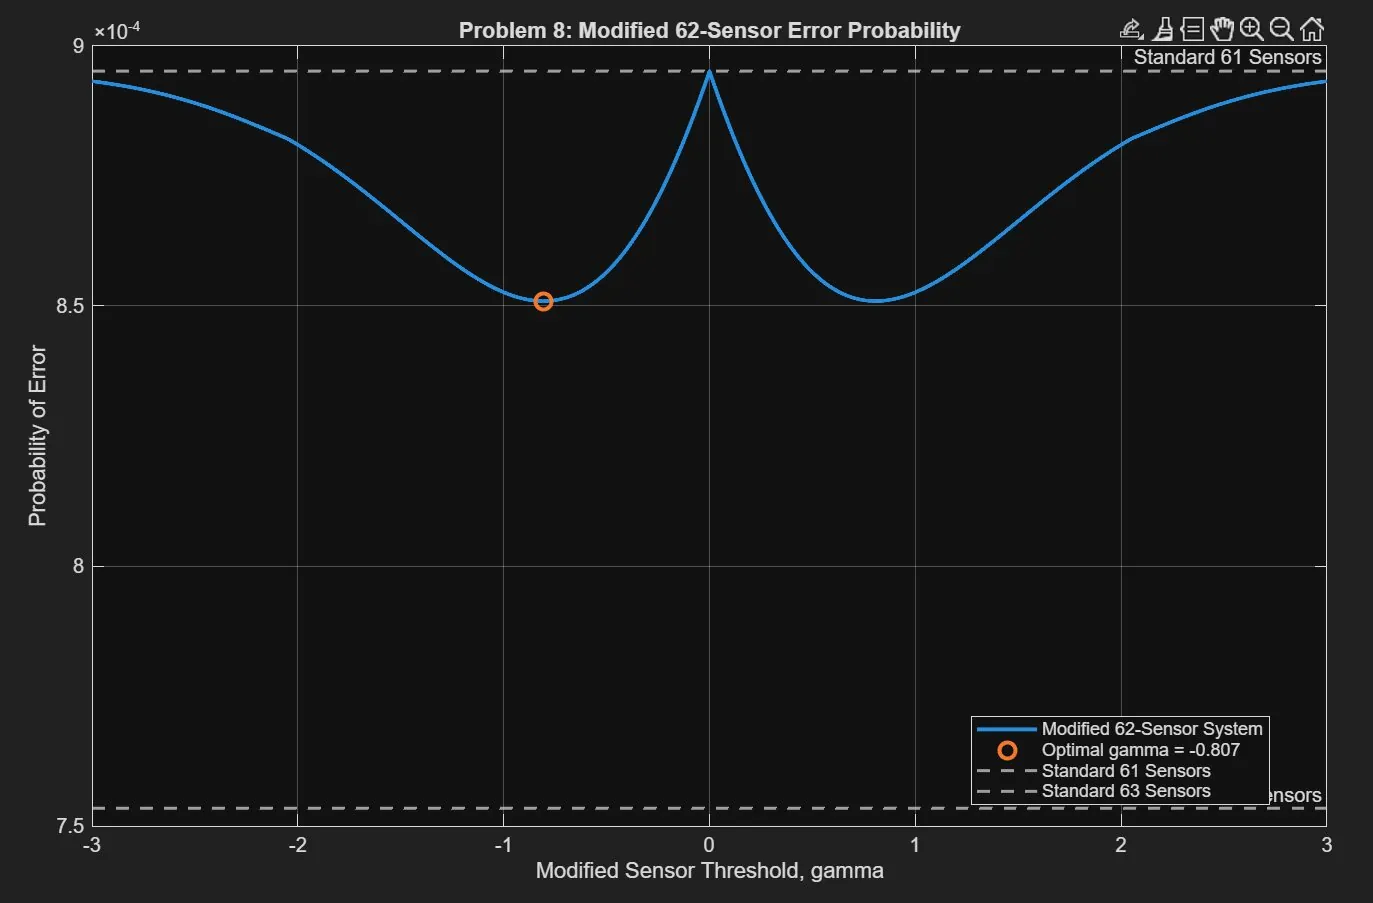 ×10-4
Problem 8: Modified 62-Sensor Error Probability
9
Standard 61 Sensors
8.5
8
7.5
Probability of Error
Modified 62-Sensor System
Optimal gamma = -0.807
Standard 61 Sensors
Standard 63 Sensors
ensors
-3 -2 -1 0 1 2 3
Modified Sensor Threshold, gamma